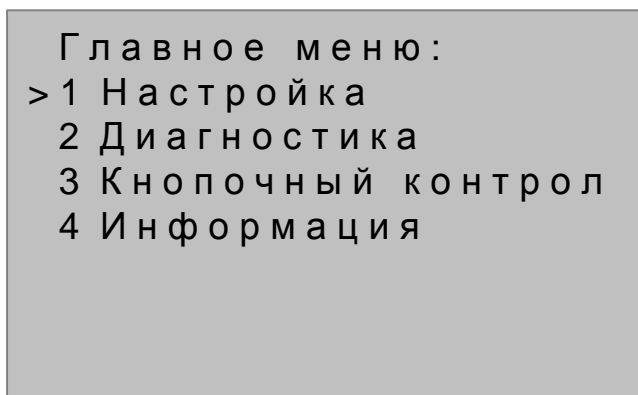 Главное меню:
>1 Настройка
2 Диагностика
3 Кнопочный контрол
4 Информация